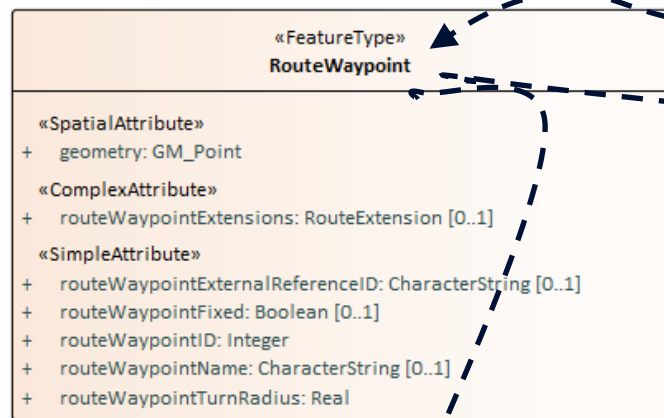 «FeatureType»
RouteWaypoint
«SpatialAttribute»
+ geometry: GM_Point
«ComplexAttribute»
+ routeWaypointExtensions: RouteExtension [0..1]
«SimpleAttribute»
+ routeWaypointExternalReferenceID: CharacterString [0..1]
+ routeWaypointFixed: Boolean [0..1]
+ routeWaypointID: Integer
+ routeWaypointName: CharacterString [0..1]
+ routeWaypointTurnRadius: Real